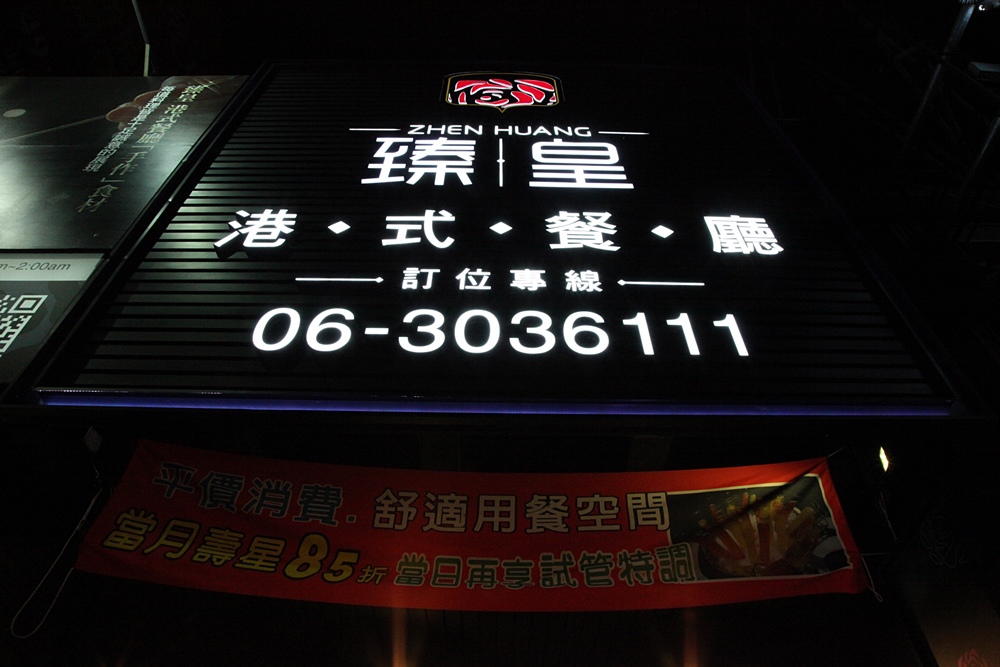 ZHEN HUANG
臻皇
港·式·餐·廳
訂位專線
06-3036111
m~2:00am
平價消費.舒適用餐空間
當月壽星85折 當日再享試管特調